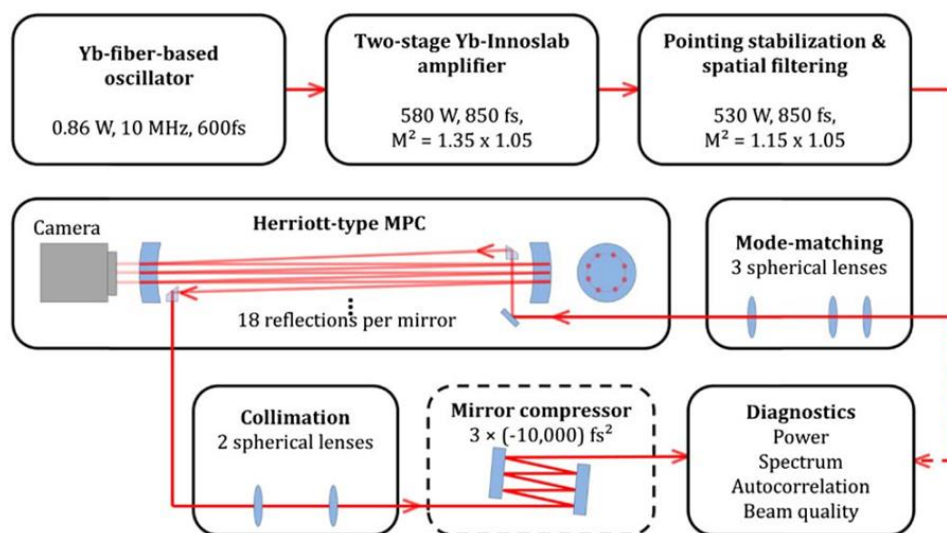 Yb-fiber-based
oscillator
0.86 W, 10 MHz, 600fs
Two-stage Yb-Innoslab
amplifier
580 W, 850 fs,
M² = 1.35 x 1.05
Pointing stabilization &
spatial filtering
530 W, 850 fs,
M² = 1.15 x 1.05
Camera
Herriott-type MPC
18 reflections per mirror
Mode-matching
3 spherical lenses
Collimation
2 spherical lenses
Mirror compressor
3 × (-10,000) fs²
Diagnostics
Power
Spectrum
Autocorrelation
Beam quality